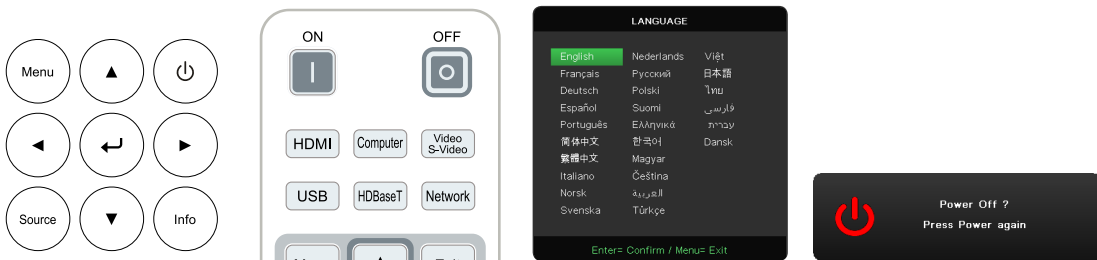 Menu
Source
Info
ON
OFF
HDMI
Computer
Video
S-Video
USB
HDBaseT
Network
LANGUAGE
English Nederlands Việt
Français Русский 日本語
Deutsch Polski ไทย
Español Suomi فارسی
Português Ελληνικά עברית
简体中文 한국어 Dansk
繁體中文 Magyar
Italiano Čeština
Norsk العربية
Svenska Türkçe
Enter= Confirm / Menu= Exit
Power Off ?
Press Power again